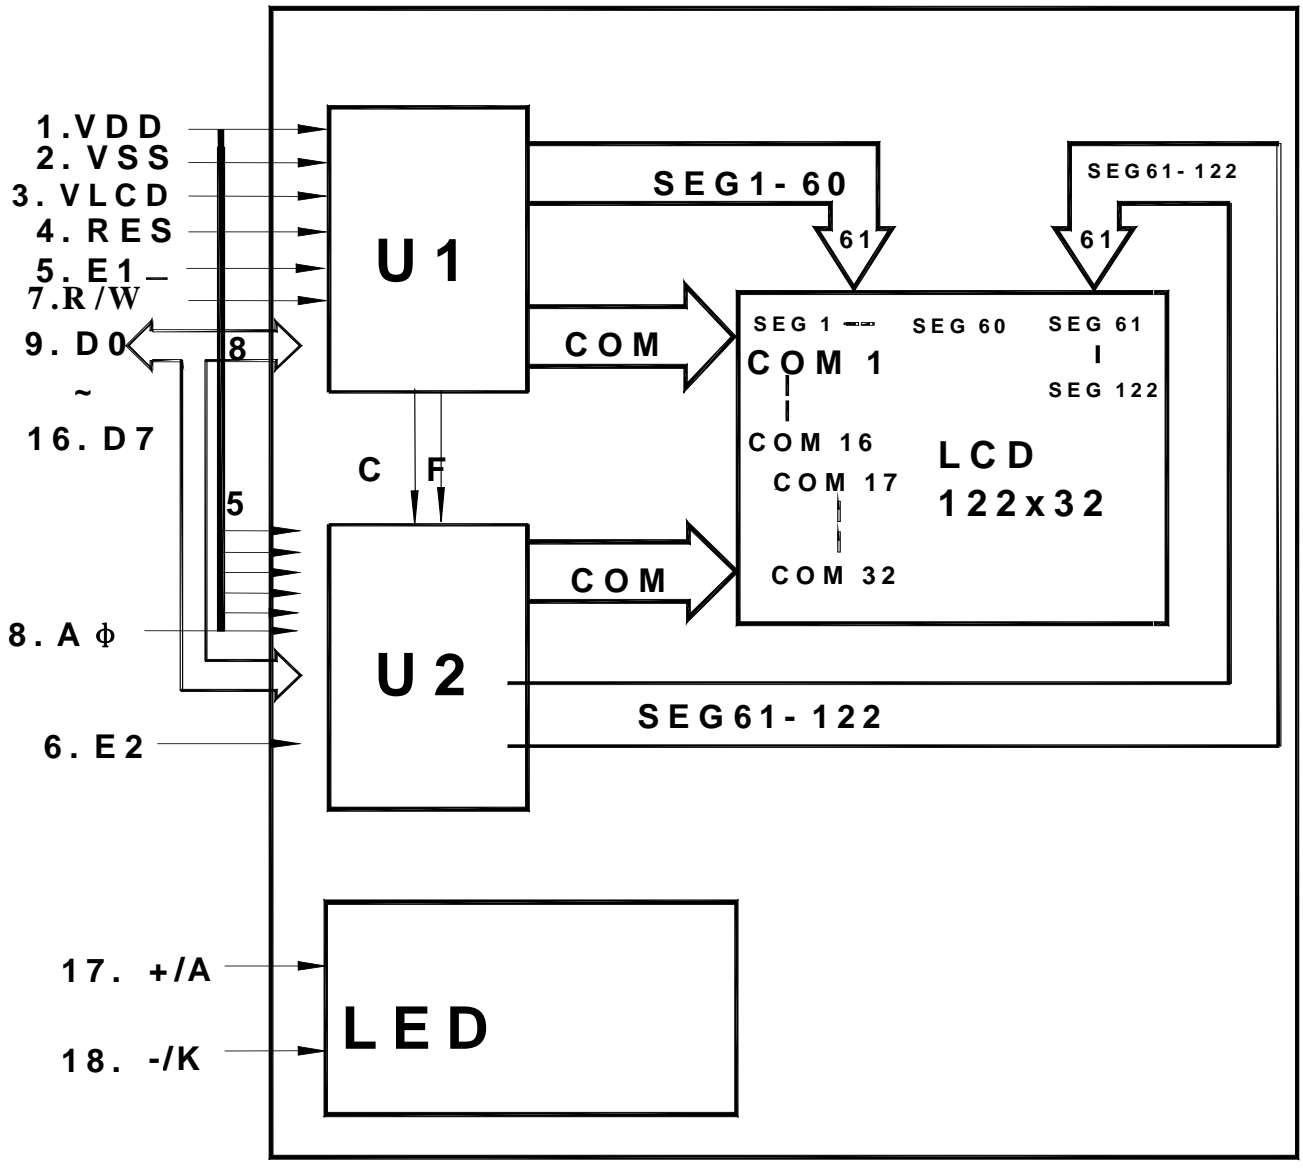 1.VDD
2. VSS
3. VLCD
4. RES
5. E1
7.R/W
9. D0
~
16. D7
8
5
8. A φ
6. E2
U1
C F
U2
SEG1-60
61
SEG61-122
61
COM
COM
SEG 1 ---- SEG 60 SEG 61
SEG 122
COM 1
COM 16
COM 17
COM 32
LCD
122x32
SEG61-122
17. +/A
18. -/K
LED